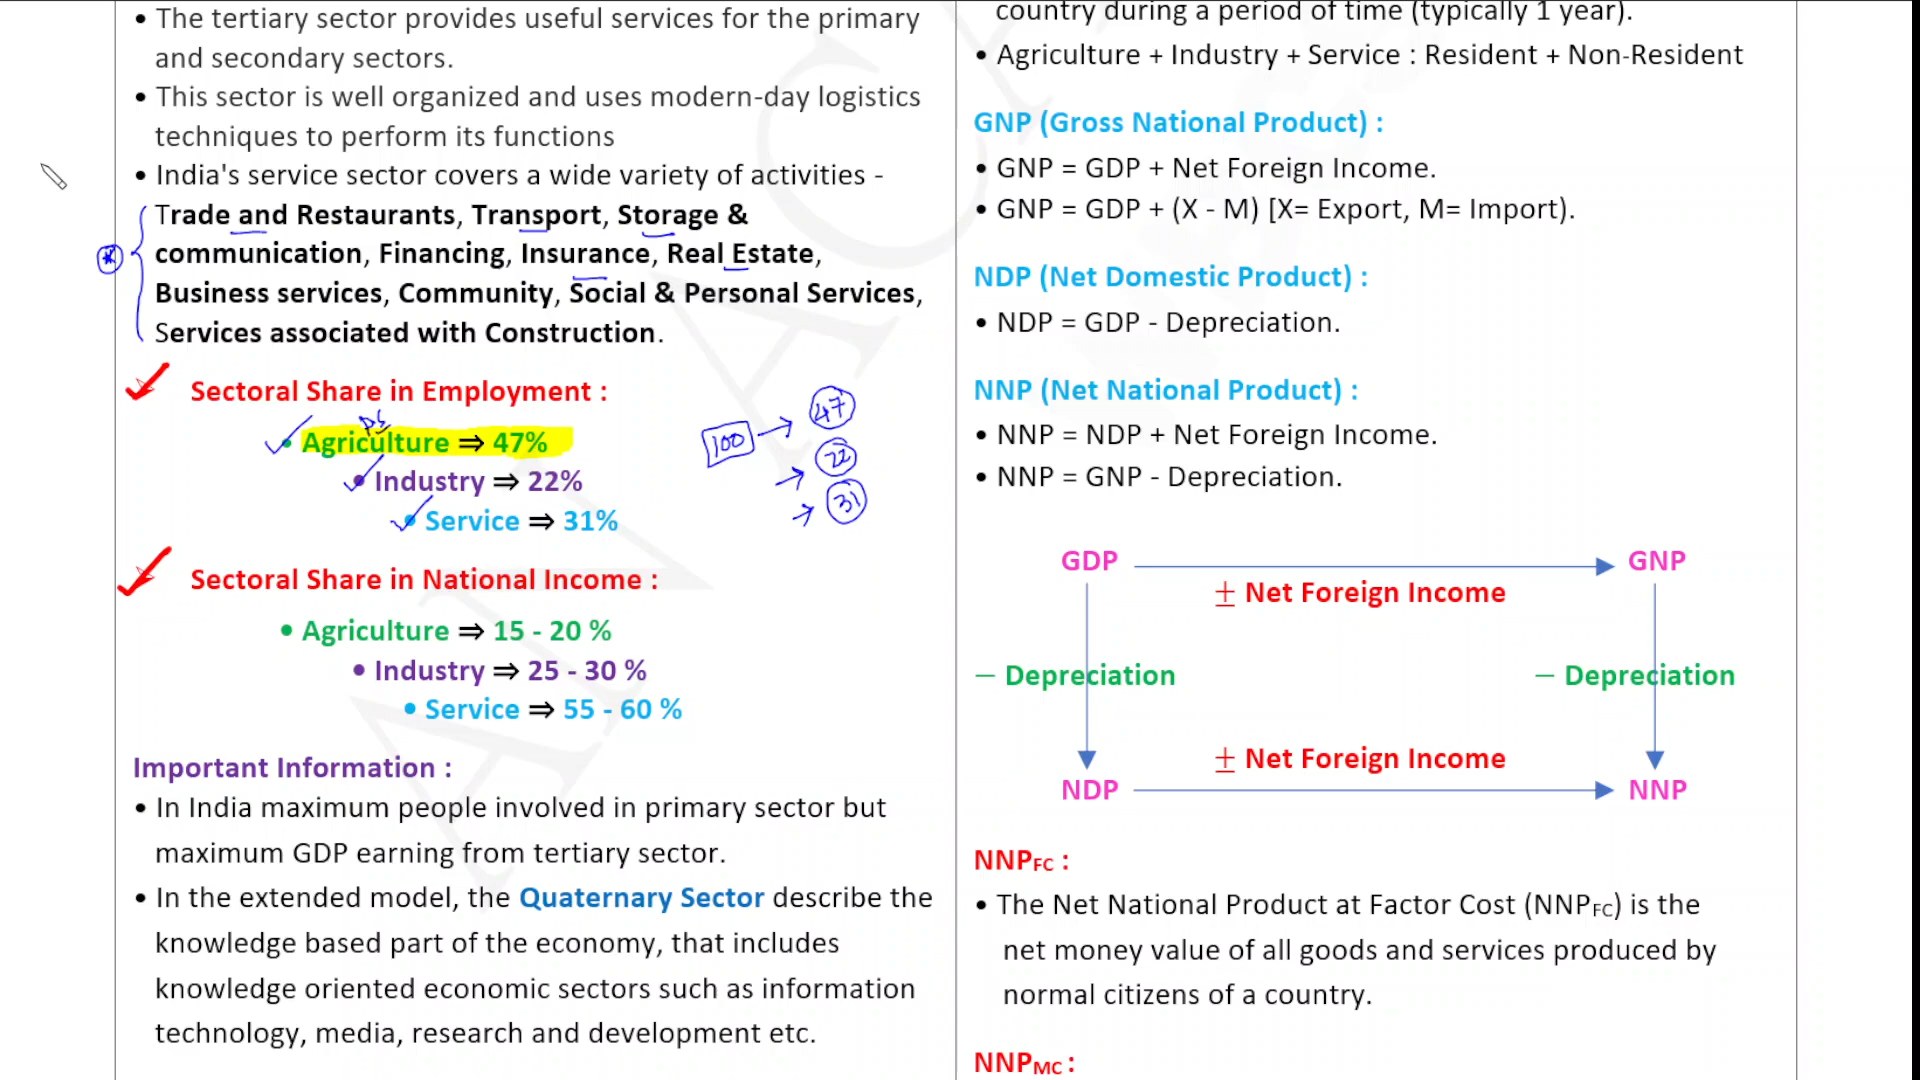 • The tertiary sector provides useful services for the primary
and secondary sectors.
• This sector is well organized and uses modern-day logistics
techniques to perform its functions
• India's service sector covers a wide variety of activities -
Trade and Restaurants, Transport, Storage &
communication, Financing, Insurance, Real Estate,
Business services, Community, Social & Personal Services,
Services associated with Construction.
Sectoral Share in Employment :
PS
• Agriculture ⇒ 47%
• Industry ⇒ 22%
• Service ⇒ 31%
100 → 47
→ 22
→ 31
Sectoral Share in National Income :
• Agriculture ⇒ 15 - 20 %
• Industry ⇒ 25 - 30 %
• Service ⇒ 55 - 60 %
Important Information :
• In India maximum people involved in primary sector but
maximum GDP earning from tertiary sector.
• In the extended model, the Quaternary Sector describe the
knowledge based part of the economy, that includes
knowledge oriented economic sectors such as information
technology, media, research and development etc.
country during a period of time (typically 1 year).
• Agriculture + Industry + Service : Resident + Non-Resident
GNP (Gross National Product) :
• GNP = GDP + Net Foreign Income.
• GNP = GDP + (X - M) [X= Export, M= Import).
NDP (Net Domestic Product) :
• NDP = GDP - Depreciation.
NNP (Net National Product) :
• NNP = NDP + Net Foreign Income.
• NNP = GNP - Depreciation.
GDP GNP
± Net Foreign Income
− Depreciation − Depreciation
± Net Foreign Income
NDP NNP
NNPFC :
• The Net National Product at Factor Cost (NNPFC) is the
net money value of all goods and services produced by
normal citizens of a country.
NNPMC :